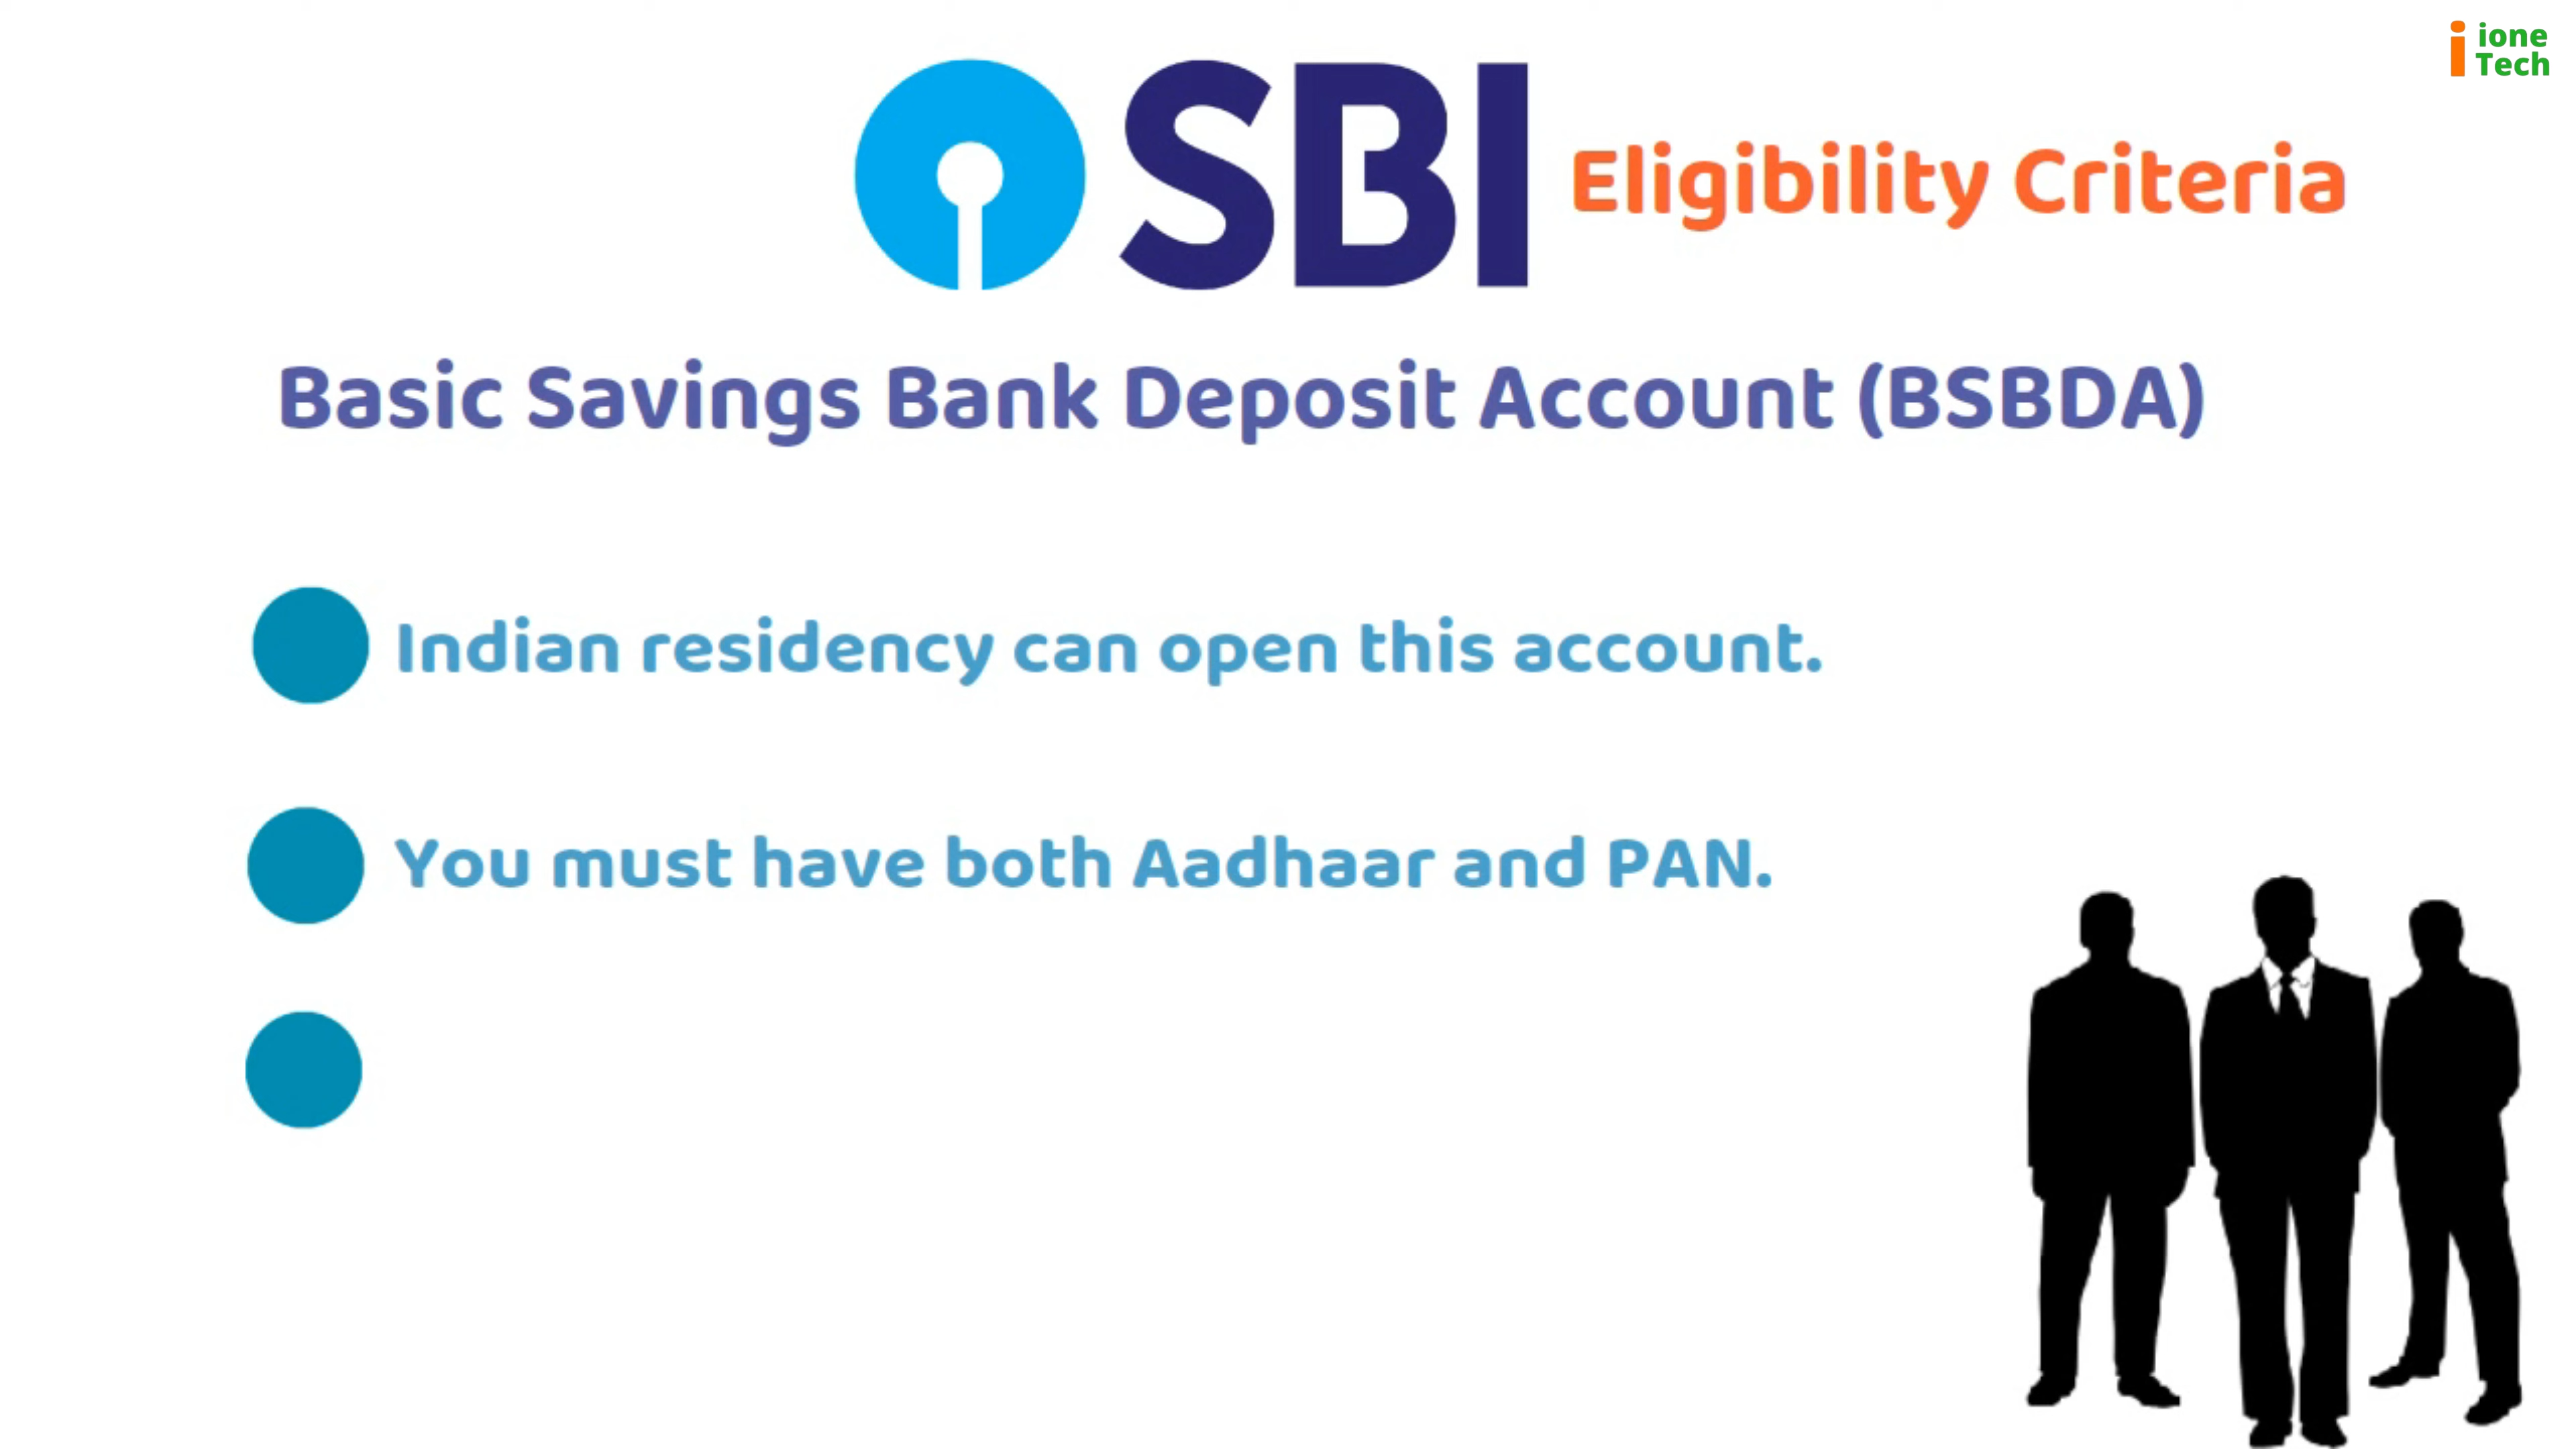 ione
Tech
SBI Eligibility Criteria
Basic Savings Bank Deposit Account (BSBDA)
Indian residency can open this account.
You must have both Aadhaar and PAN.